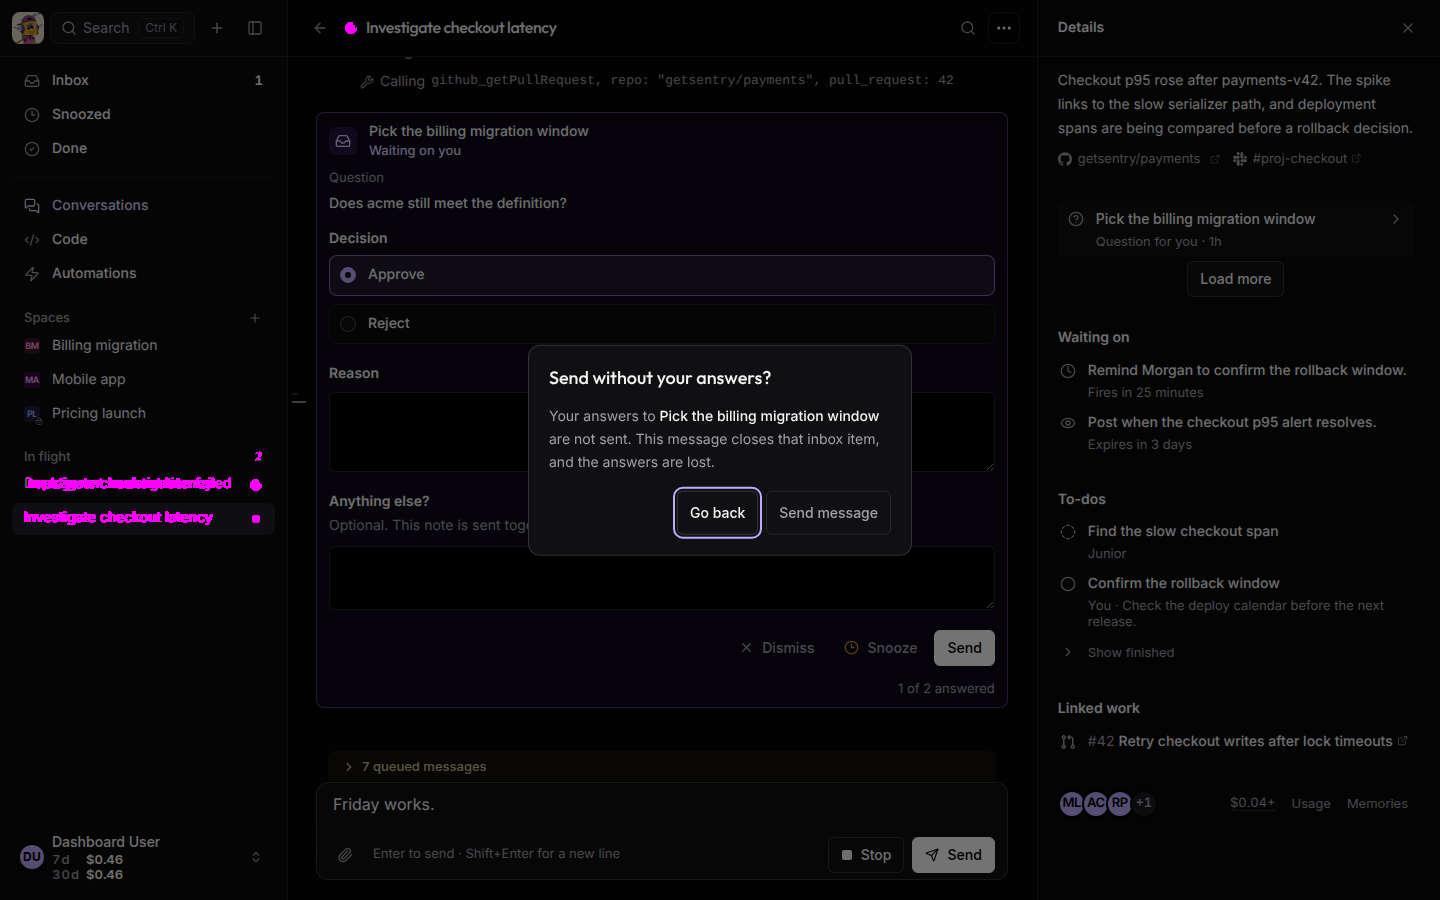 Search Ctrl K
Inbox 1
Snoozed
Done
Conversations
Code
Automations
Spaces
BM Billing migration
MA Mobile app
PL Pricing launch
In flight
Investigate checkout latency
DU Dashboard User
7d $0.46
30d $0.46
Investigate checkout latency
Calling github_getPullRequest, repo: "getsentry/payments", pull_request: 42
Pick the billing migration window
Waiting on you
Question
Does acme still meet the definition?
Decision
Approve
Reject
Reason
Anything else?
Optional. This note is sent
Dismiss Snooze Send
1 of 2 answered
7 queued messages
Friday works.
Enter to send · Shift+Enter for a new line
Stop Send
Send without your answers?
Your answers to Pick the billing migration window
are not sent. This message closes that inbox item,
and the answers are lost.
Go back Send message
Details
Checkout p95 rose after payments-v42. The spike
links to the slow serializer path, and deployment
spans are being compared before a rollback decision.
getsentry/payments #proj-checkout
Pick the billing migration window
Question for you · 1h
Load more
Waiting on
Remind Morgan to confirm the rollback window.
Fires in 25 minutes
Post when the checkout p95 alert resolves.
Expires in 3 days
To-dos
Find the slow checkout span
Junior
Confirm the rollback window
You · Check the deploy calendar before the next
release.
Show finished
Linked work
#42 Retry checkout writes after lock timeouts
ML AC RP +1 $0.04+ Usage Memories